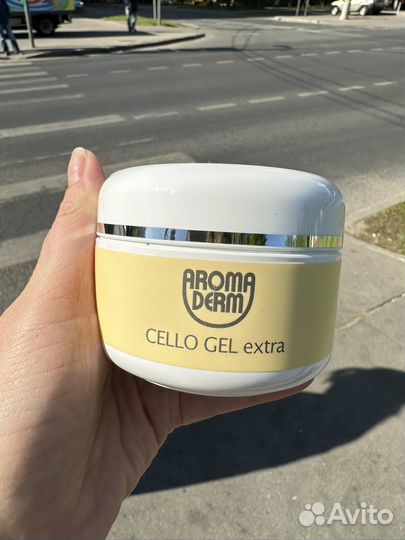 AROMA
DERM
CELLO GEL extra
Avito